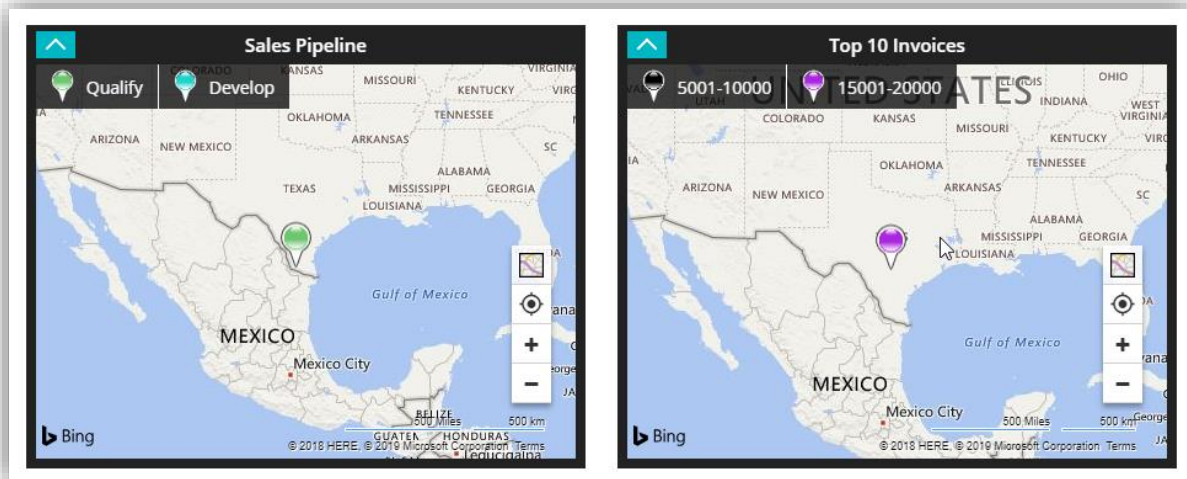 Sales Pipeline
Qualify
Develop
KANSAS
MISSOURI
VIRGINIA
KENTUCKY
OKLAHOMA
TENNESSEE
ARIZONA
NEW MEXICO
ARKANSAS
SC
ALABAMA
TEXAS
MISSISSIPPI
GEORGIA
LOUISIANA
Gulf of Mexico
MEXICO
Mexico City
BELIZE
500 Miles
500 km
Bing
HONDURAS
© 2018 HERE, © 2019 Microsoft Corporation Terms
Tegucigalpa
Top 10 Invoices
5001-10000
15001-20000
UNITED STATES
OHIO
UTAH
INDIANA
WEST
VIRGINIA
COLORADO
KANSAS
MISSOURI
KENTUCKY
OKLAHOMA
TENNESSEE
ARIZONA
NEW MEXICO
ARKANSAS
SC
ALABAMA
MISSISSIPPI
GEORGIA
LOUISIANA
Gulf of Mexico
MEXICO
Mexico City
500 Miles
500 km
Bing
© 2018 HERE, © 2019 Microsoft Corporation Terms